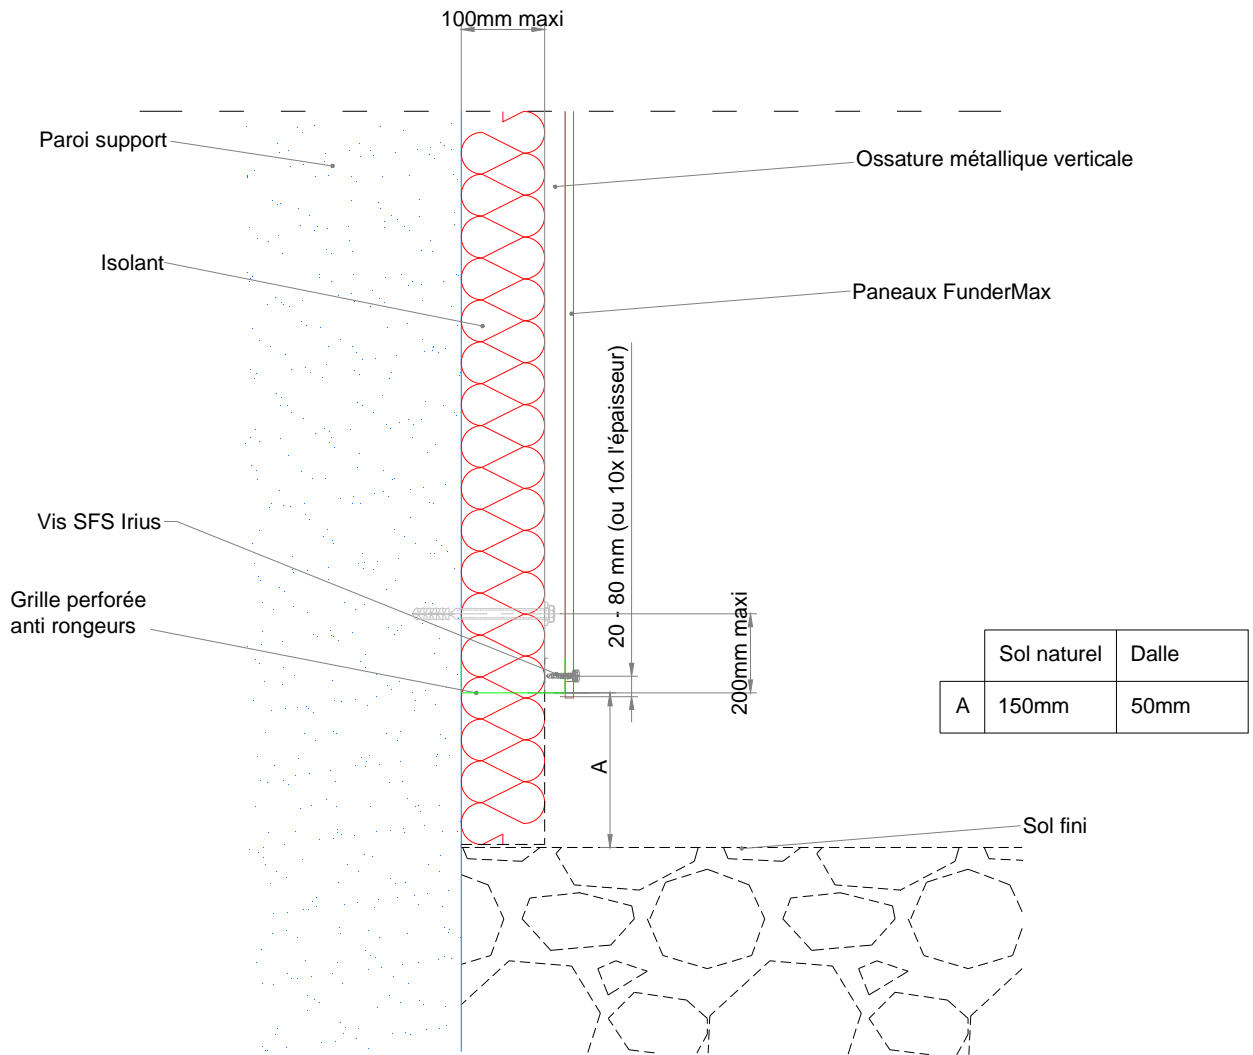 100mm maxi
Paroi support
Ossature métallique verticale
Isolant
Paneaux FunderMax
20 - 80 mm (ou 10x l'épaisseur)
Vis SFS Irius
Grille perforée
anti rongeurs
200mm maxi
Sol naturel Dalle
A 150mm 50mm
A
Sol fini